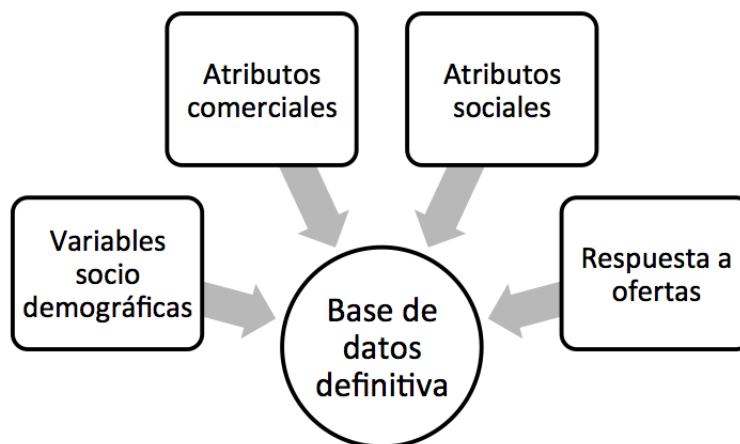 Atributos
comerciales
Atributos
sociales
Variables
socio
demográficas
Respuesta a
ofertas
Base de
datos
definitiva